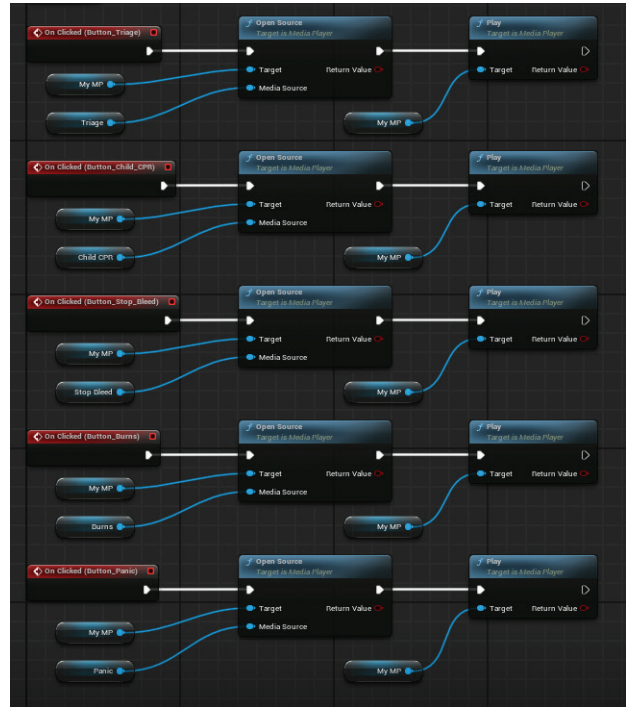 On Clicked (Button_Triage)
f Open Source
Target is Media Player
f Play
Target is Media Player
Target
Return Value
Target
Return Value
My MP
Media Source
Triage
My MP
On Clicked (Button_Child_CPR)
f Open Source
Target is Media Player
f Play
Target is Media Player
Target
Return Value
Target
Return Value
My MP
Media Source
Child CPR
My MP
On Clicked (Button_Stop_Bleed)
f Open Source
Target is Media Player
f Play
Target is Media Player
Target
Return Value
Target
Return Value
My MP
Media Source
Stop Bleed
My MP
On Clicked (Button_Burns)
f Open Source
Target is Media Player
f Play
Target is Media Player
Target
Return Value
Target
Return Value
My MP
Media Source
Burns
My MP
On Clicked (Button_Panic)
f Open Source
Target is Media Player
f Play
Target is Media Player
Target
Return Value
Target
Return Value
My MP
Media Source
Panic
My MP